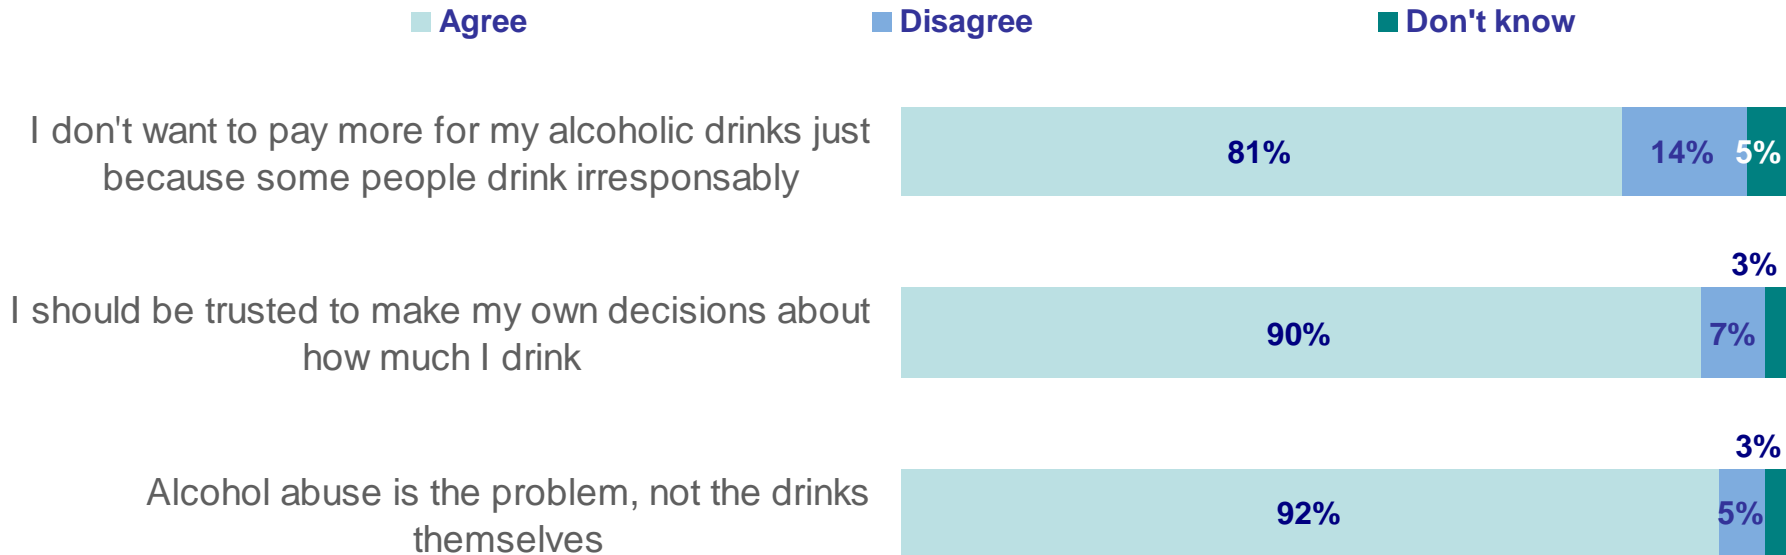 Agree Disagree Don't know
I don't want to pay more for my alcoholic drinks just
because some people drink irresponsably
81% 14% 5%
3%
I should be trusted to make my own decisions about
how much I drink
90% 7%
3%
Alcohol abuse is the problem, not the drinks
themselves
92% 5%